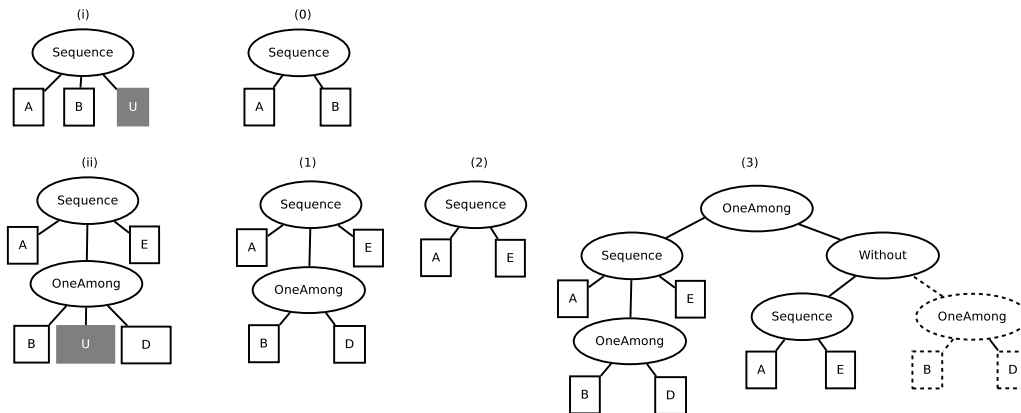 (i) (0)
Sequence Sequence
A B U A B
(ii) (1) (2) (3)
Sequence Sequence Sequence OneAmong
A E A E A E Sequence Without
OneAmong OneAmong A E Sequence OneAmong
B U D B D OneAmong A E B D
B D